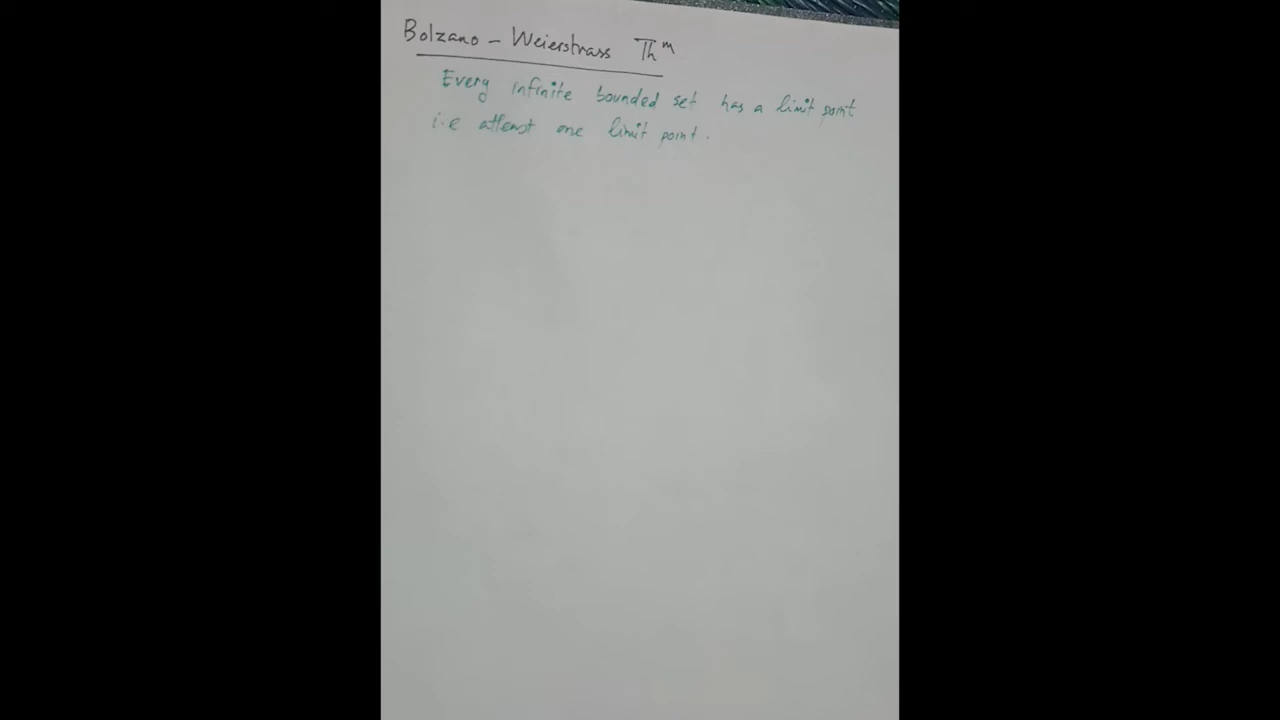 Bolzano - Weierstrass Thm
Every infinite bounded set has a limit point
i.e atleast one limit point.